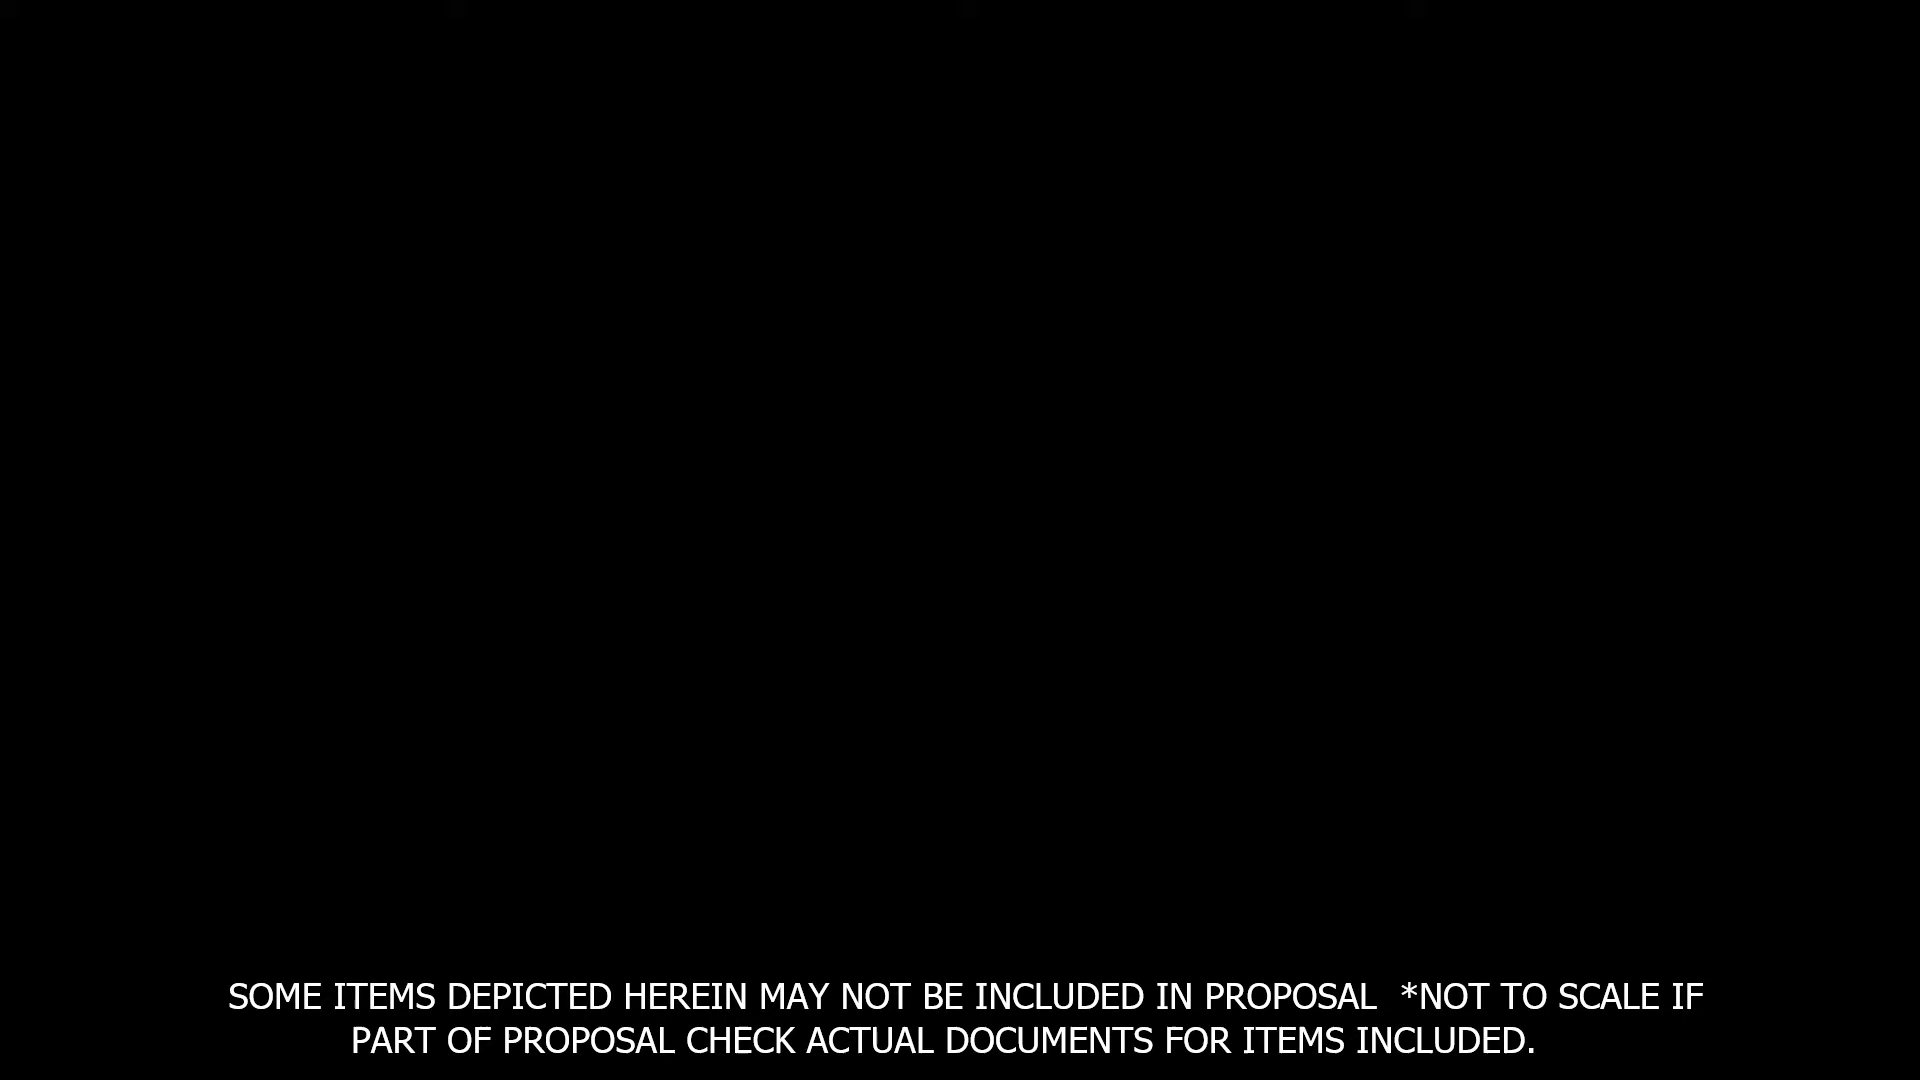 SOME ITEMS DEPICTED HEREIN MAY NOT BE INCLUDED IN PROPOSAL  *NOT TO SCALE IF
PART OF PROPOSAL CHECK ACTUAL DOCUMENTS FOR ITEMS INCLUDED.